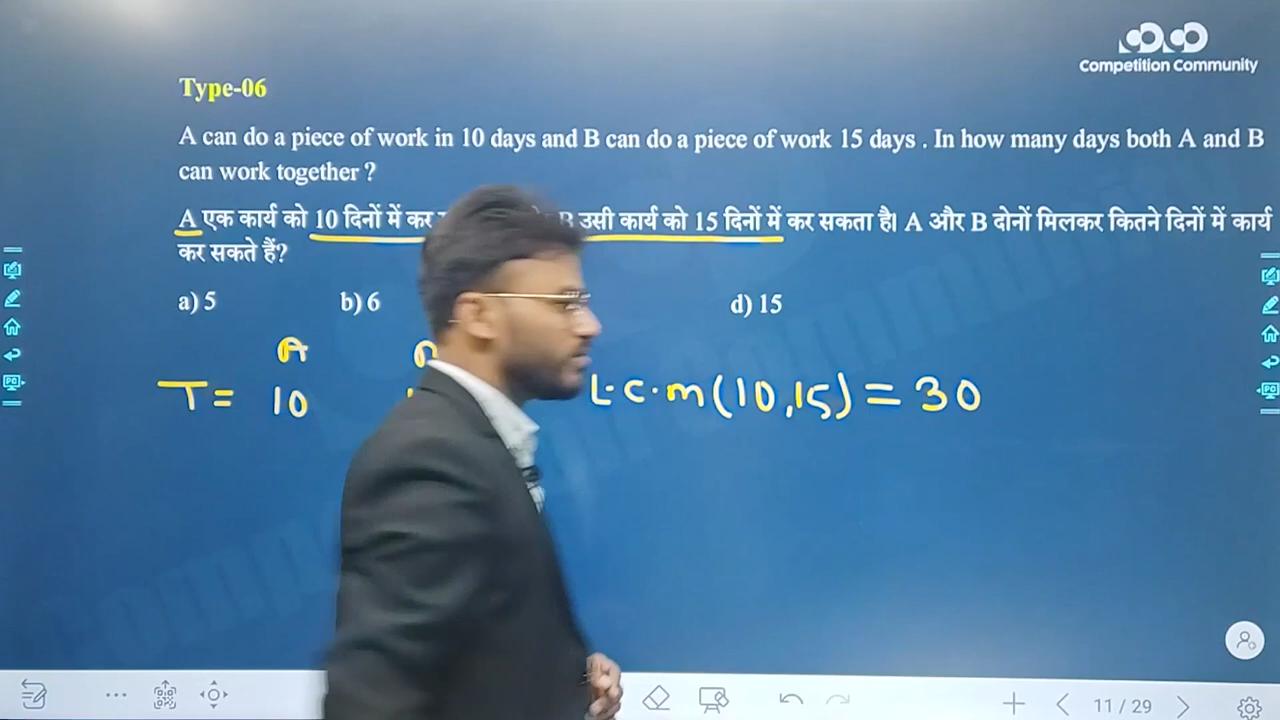 Competition Community
Type-06
A can do a piece of work in 10 days and B can do a piece of work 15 days . In how many days both A and B
can work together ?
A एक कार्य को 10 दिनों में कर B उसी कार्य को 15 दिनों में कर सकता है। A और B दोनों मिलकर कितने दिनों में कार्य
कर सकते हैं?
a) 5 b) 6 d) 15
A
T = 10 L.C.M (10,15) = 30
11 / 29